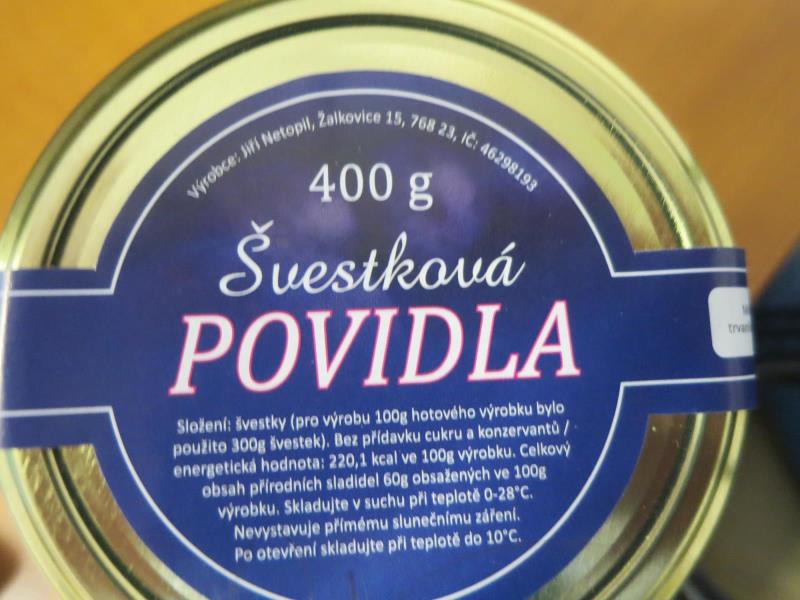 Výrobce: Jiří Netopil, Žalkovice 15, 768 23, IČ: 46298193
400 g
Švestková
POVIDLA
Složení: švestky (pro výrobu 100g hotového výrobku bylo
použito 300g švestek). Bez přídavku cukru a konzervantů /
energetická hodnota: 220,1 kcal ve 100g výrobku. Celkový
obsah přírodních sladidel 60g obsažených ve 100g
výrobku. Skladujte v suchu při teplotě 0-28°C.
Nevystavuje přímému slunečnímu záření.
Po otevření skladujte při teplotě do 10°C.